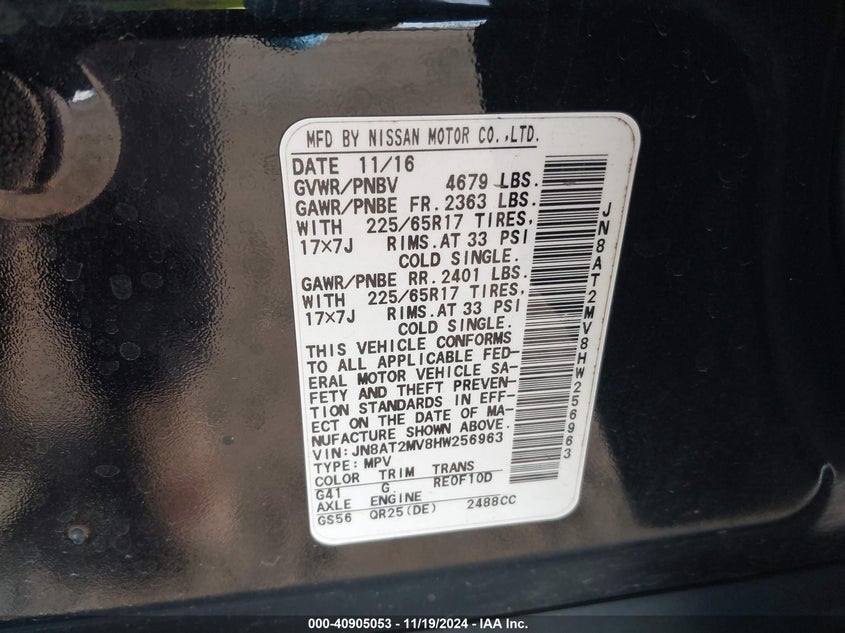 MFD BY NISSAN MOTOR CO.,LTD.
DATE 11/16
GVWR/PNBV 4679 LBS.
GAWR/PNBE FR. 2363 LBS.
WITH 225/65R17 TIRES,
17×7J RIMS.AT 33 PSI
COLD SINGLE.
GAWR/PNBE RR. 2401 LBS.
WITH 225/65R17 TIRES,
17×7J RIMS.AT 33 PSI
COLD SINGLE.
THIS VEHICLE CONFORMS
TO ALL APPLICABLE FED-
ERAL MOTOR VEHICLE SA-
FETY AND THEFT PREVEN-
TION STANDARDS IN EFF-
ECT ON THE DATE OF MA-
NUFACTURE SHOWN ABOVE.
VIN: JN8AT2MV8HW256963
TYPE: MPV
COLOR TRIM TRANS
G41 G RE0F10D
AXLE ENGINE
GS56 QR25(DE) 2488CC
JN8AT2MV8HW256963
000-40905053 - 11/19/2024 - IAA Inc.